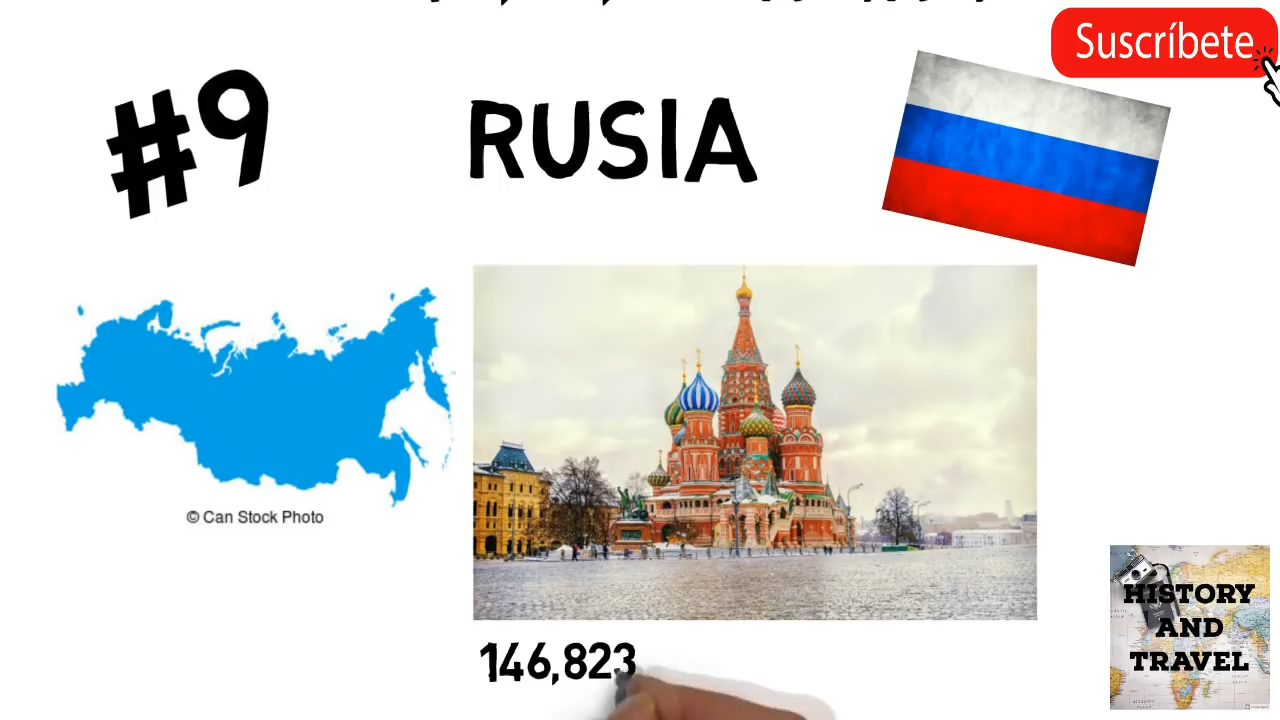 Suscríbete
#9
RUSIA
© Can Stock Photo
146,823
HISTORY
AND
TRAVEL